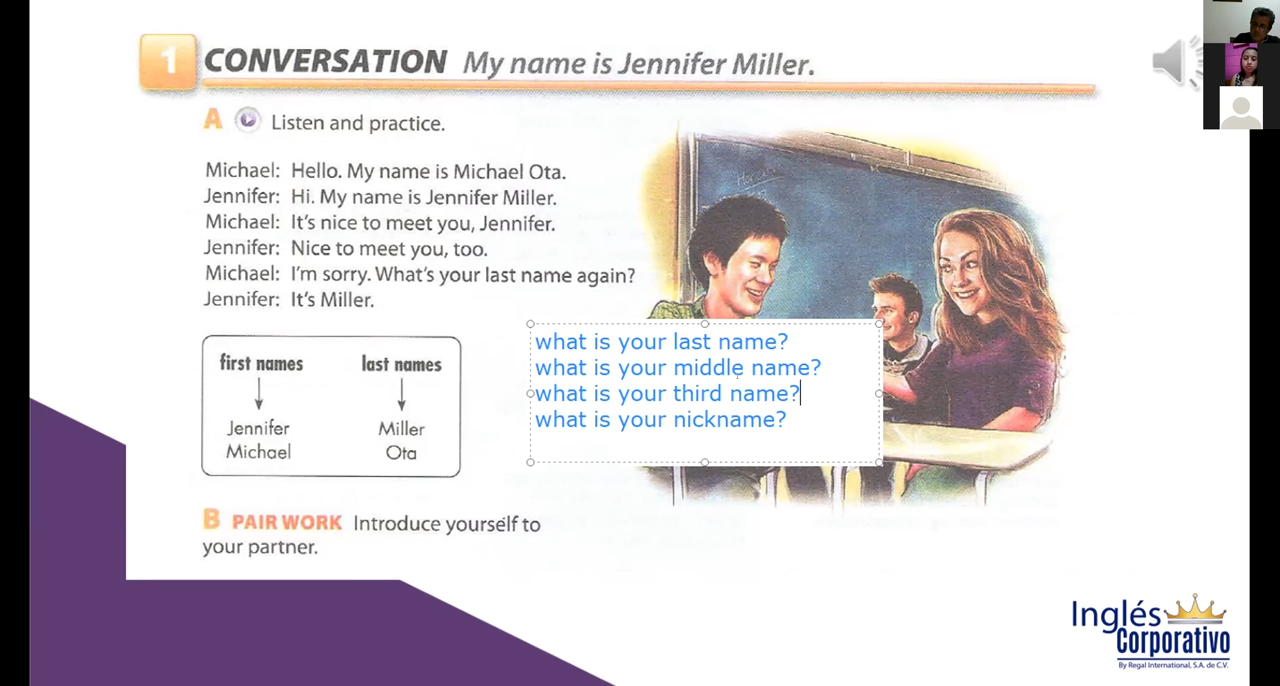 1 CONVERSATION My name is Jennifer Miller.
A Listen and practice.
Michael: Hello. My name is Michael Ota.
Jennifer: Hi. My name is Jennifer Miller.
Michael: It's nice to meet you, Jennifer.
Jennifer: Nice to meet you, too.
Michael: I'm sorry. What's your last name again?
Jennifer: It's Miller.
first names last names
Jennifer Miller
Michael Ota
what is your last name?
what is your middle name?
what is your third name?
what is your nickname?
B PAIR WORK Introduce yourself to
your partner.
Inglés
Corporativo
By Regal International, S.A. de C.V.